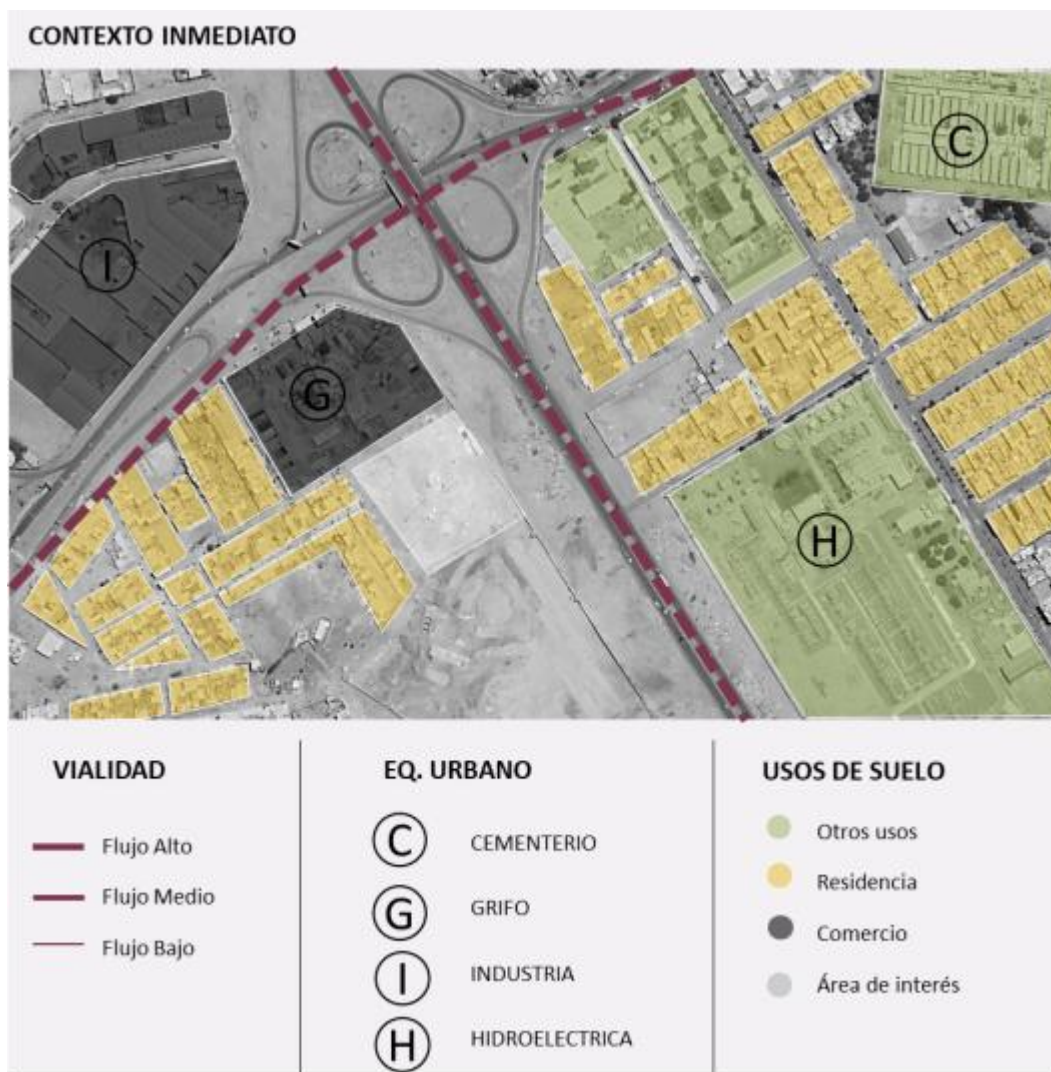 CONTEXTO INMEDIATO
I
G
C
H
VIALIDAD
Flujo Alto
Flujo Medio
Flujo Bajo
EQ. URBANO
C CEMENTERIO
G GRIFO
I INDUSTRIA
H HIDROELECTRICA
USOS DE SUELO
Otros usos
Residencia
Comercio
Área de interés